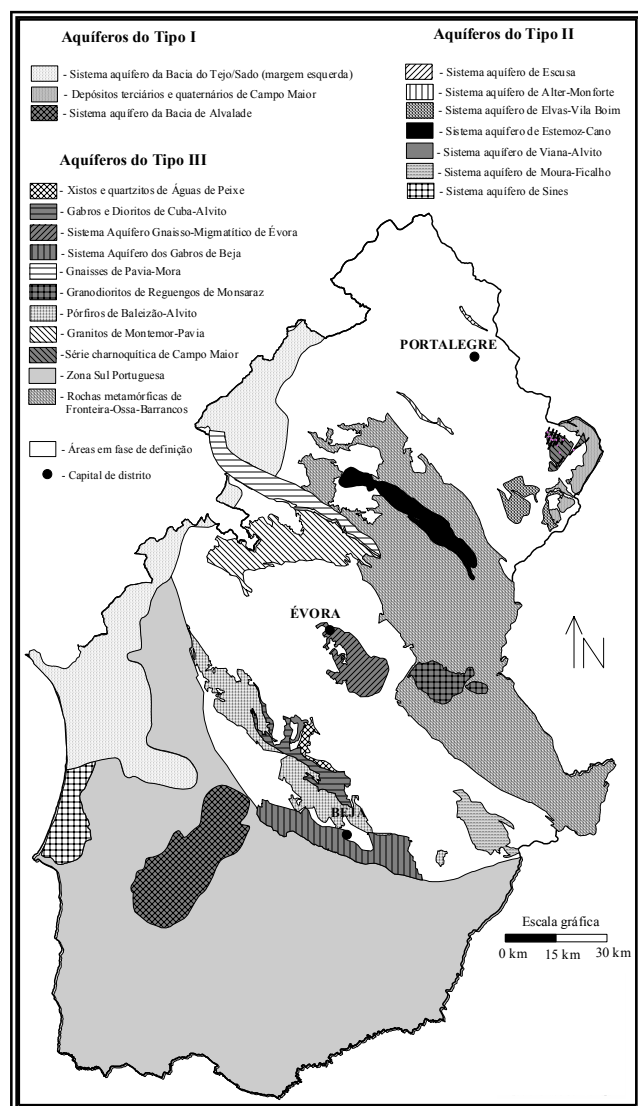 Aquíferos do Tipo I
- Sistema aquífero da Bacia do Tejo/Sado (margem esquerda)
- Depósitos terciários e quaternários de Campo Maior
- Sistema aquífero da Bacia de Alvalade
Aquíferos do Tipo II
- Sistema aquífero de Escusa
- Sistema aquífero de Alter-Monforte
- Sistema aquífero de Elvas-Vila Boim
- Sistema aquífero de Estemoz-Cano
- Sistema aquífero de Viana-Alvito
- Sistema aquífero de Moura-Ficalho
- Sistema aquífero de Sines
Aquíferos do Tipo III
- Xistos e quartzitos de Águas de Peixe
- Gabros e Dioritos de Cuba-Alvito
- Sistema Aquífero Gnaisso-Migmatítico de Évora
- Sistema Aquífero dos Gabros de Beja
- Gnaisses de Pavia-Mora
- Granodioritos de Reguengos de Monsaraz
- Pórfiros de Baleizão-Alvito
- Granitos de Montemor-Pavia
- Série charnoquítica de Campo Maior
- Zona Sul Portuguesa
- Rochas metamórficas de
Fronteira-Ossa-Barrancos
- Áreas em fase de definição
- Capital de distrito
PORTALEGRE
ÉVORA
N
BEJA
Escala gráfica
0 km 15 km 30 km